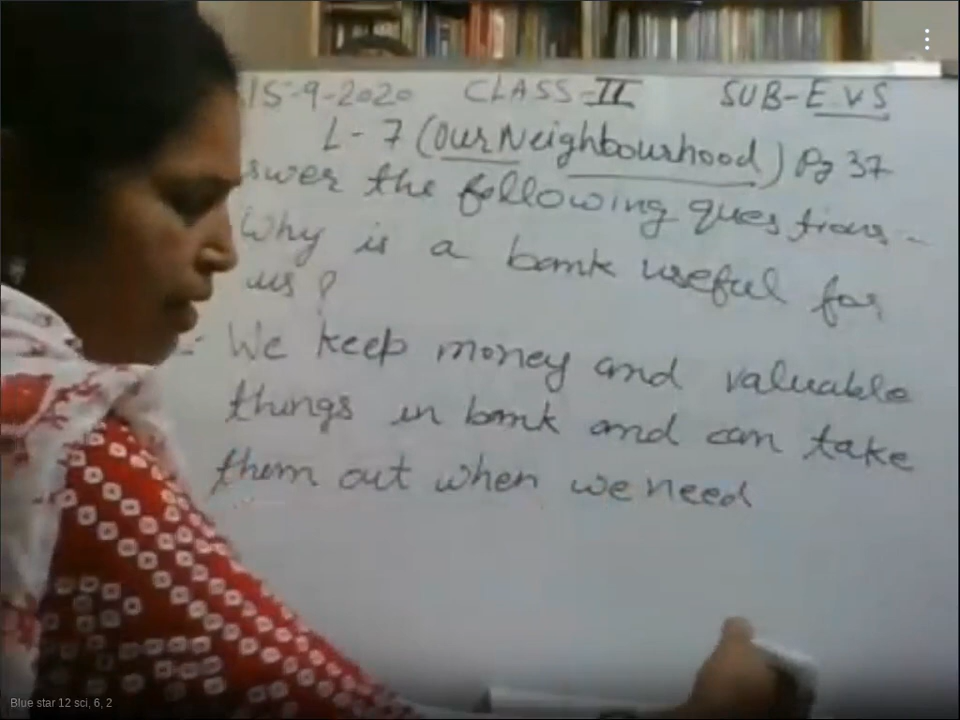 15-9-2020 CLASS-II SUB-EVS
L-7 (Our Neighbourhood) Pg 37
swer the following questions-
Why is a bank useful for
us?
:- We keep money and valuable
things in bank and can take
them out when we need
Blue star 12 sci, 6, 2